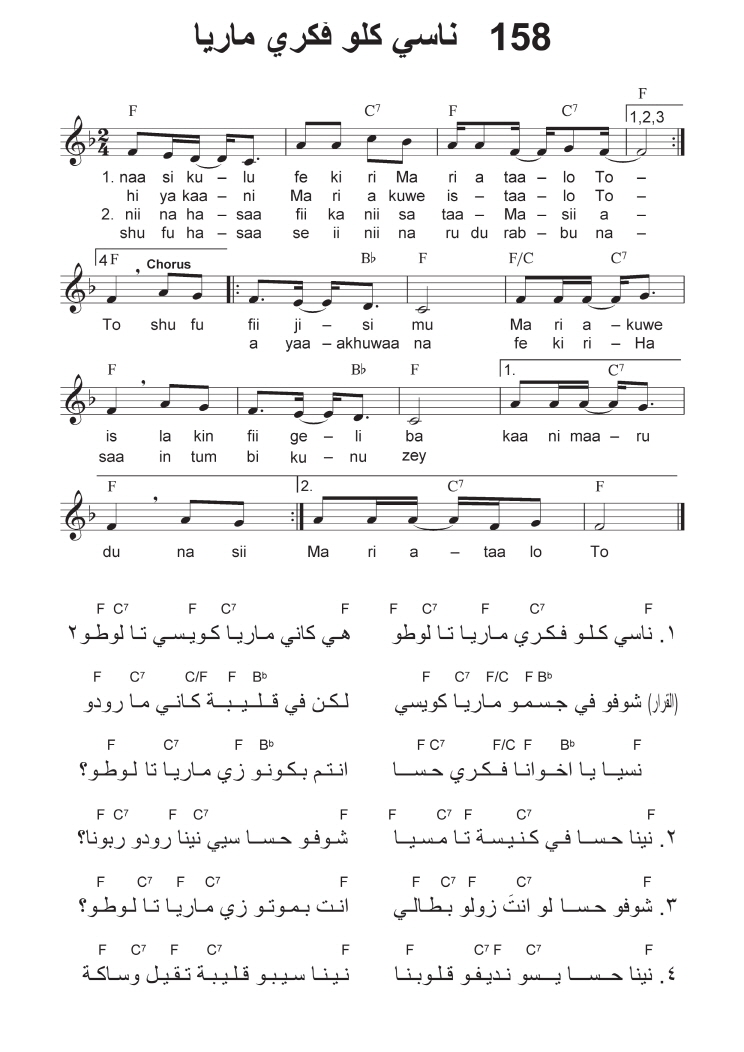 158 ناسي كلو فكري ماريا
F C7 F C7 F
1,2,3
1. naa si ku – lu fe ki ri Ma ri a taa – lo To –
hi ya kaa – ni Ma ri a kuwe is – taa – lo To –
2. nii na ha – saa fii ka nii sa taa – Ma – sii a –
shu fu ha – saa se ii nii na ru du rab – bu na –
4 F Chorus B♭ F F/C C7
To shu fu fii ji – si mu Ma ri a – kuwe
a yaa – akhuwaa na fe ki ri – Ha
F B♭ F 1. C7
is la kin fii ge – li ba kaa ni maa – ru
saa in tum bi ku – nu zey
F 2. C7 F
du na sii Ma ri a – taa lo To
F C7 F C7 F F C7 F C7 F
١. ناسي كلو فكري ماريا تا لوطو هي كاني ماريا كويسي تا لوطو٢
F C7 C/F F Bb F C7 F/C F Bb
(القرار) شوفو في جسمو ماريا كويسي لكن في قليبة كاني ما رودو
F C7 F Bb F C7 F/C F Bb F
نسيا يا اخوانا فكري حسا انتم بكونو زي ماريا تا لوطو؟
F C7 F C7 F F C7 F C7 F
٢. نينا حسا في كنيسة تا مسيا شوفو حسا سيي نينا رودو ربونا؟
F C7 F C7 F F C7 F C7 F
٣. شوفو حسا لو انتَ زولو بطالي انت بموتو زي ماريا تا لوطو؟
F C7 F C7 F F C7 F C7 F
٤. نينا حسا يسو نديفو قلوبنا نينا سيبو قليبة تقيل وساكة